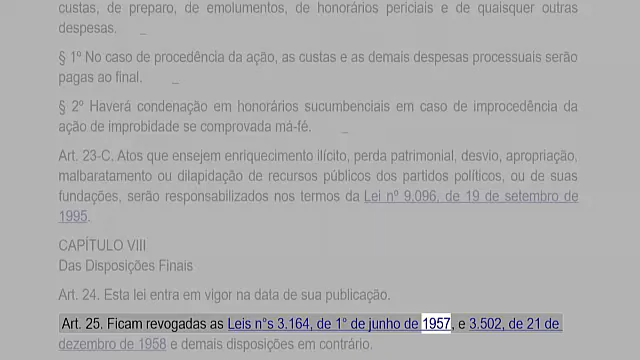 custas, de preparo, de emolumentos, de honorários periciais e de quaisquer outras
despesas.
§ 1º No caso de procedência da ação, as custas e as demais despesas processuais serão
pagas ao final.
§ 2º Haverá condenação em honorários sucumbenciais em caso de improcedência da
ação de improbidade se comprovada má-fé.
Art. 23-C. Atos que ensejem enriquecimento ilícito, perda patrimonial, desvio, apropriação,
malbaratamento ou dilapidação de recursos públicos dos partidos políticos, ou de suas
fundações, serão responsabilizados nos termos da Lei nº 9.096, de 19 de setembro de
1995.
CAPÍTULO VIII
Das Disposições Finais
Art. 24. Esta lei entra em vigor na data de sua publicação.
Art. 25. Ficam revogadas as Leis n°s 3.164, de 1° de junho de 1957, e 3.502, de 21 de
dezembro de 1958 e demais disposições em contrário.